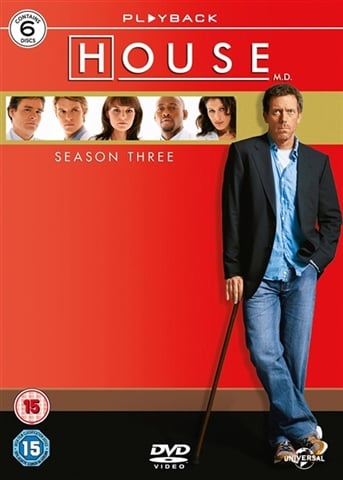 CONTAINS
6
DISCS
PLAYBACK
HOUSE
M.D.
SEASON THREE
15
15
DVD
VIDEO
UNIVERSAL